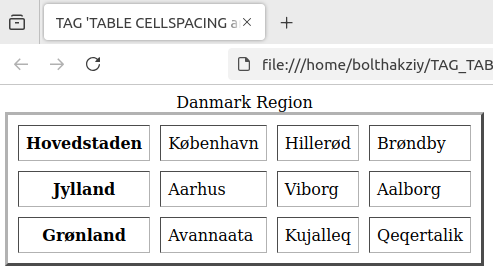 TAG 'TABLE CELLSPACING a
file:///home/bolthakziy/TAG_TAB
Danmark Region
Hovedstaden København Hillerød Brøndby
Jylland Aarhus Viborg Aalborg
Grønland Avannaata Kujalleq Qeqertalik